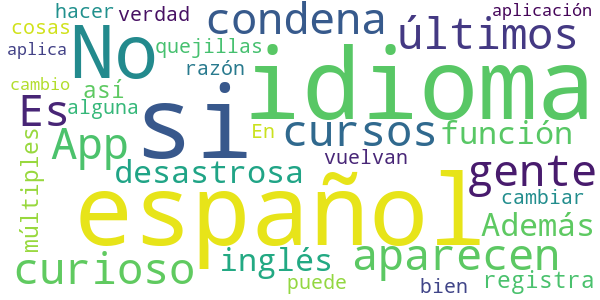 hacer verdad
cosas
aplica
No
condena
aplicación
últimos
quejillas
razón
idioma
cambio
así
Es
alguna
si
En
App
cursos
función
múltiples
desastrosa
vuelvan
gente
español
cambiar
Además
curioso
inglés
aparecen
puede
bien
registra